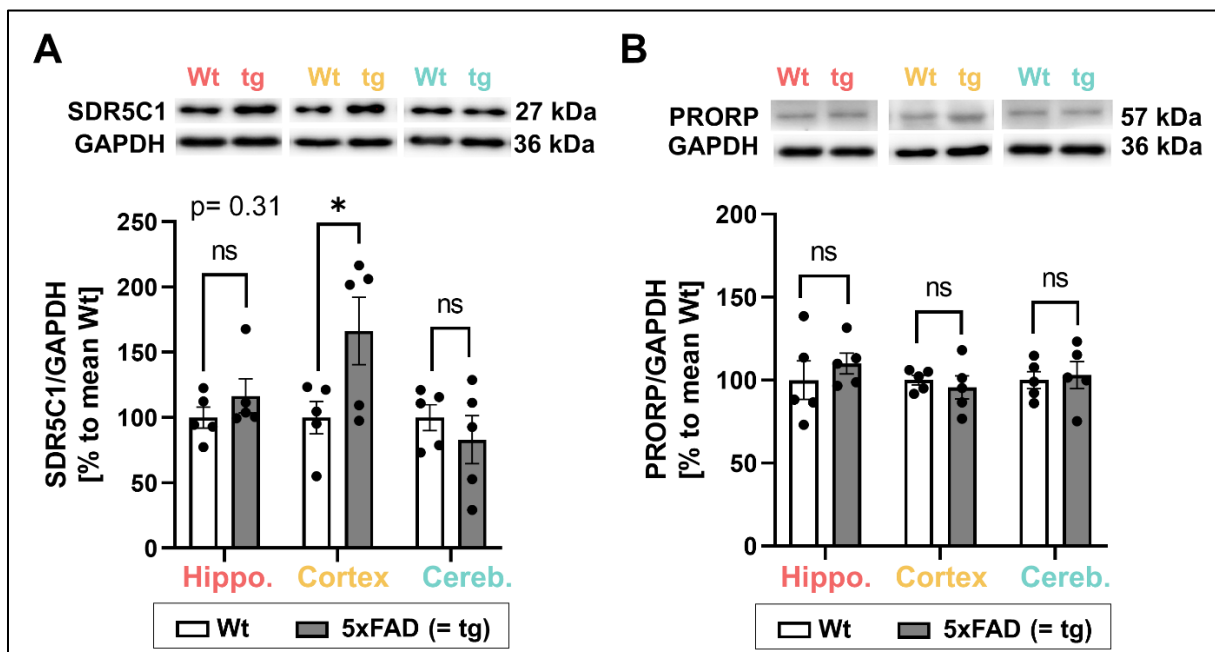 A
Wt tg Wt tg Wt tg
SDR5C1 27 kDa
GAPDH 36 kDa
p= 0.31
ns * ns
SDR5C1/GAPDH
[% to mean Wt]
250
200
150
100
50
0
Hippo. Cortex Cereb.
Wt 5xFAD (= tg)
B
Wt tg Wt tg Wt tg
PRORP 57 kDa
GAPDH 36 kDa
ns ns ns
PRORP/GAPDH
[% to mean Wt]
200
150
100
50
0
Hippo. Cortex Cereb.
Wt 5xFAD (= tg)